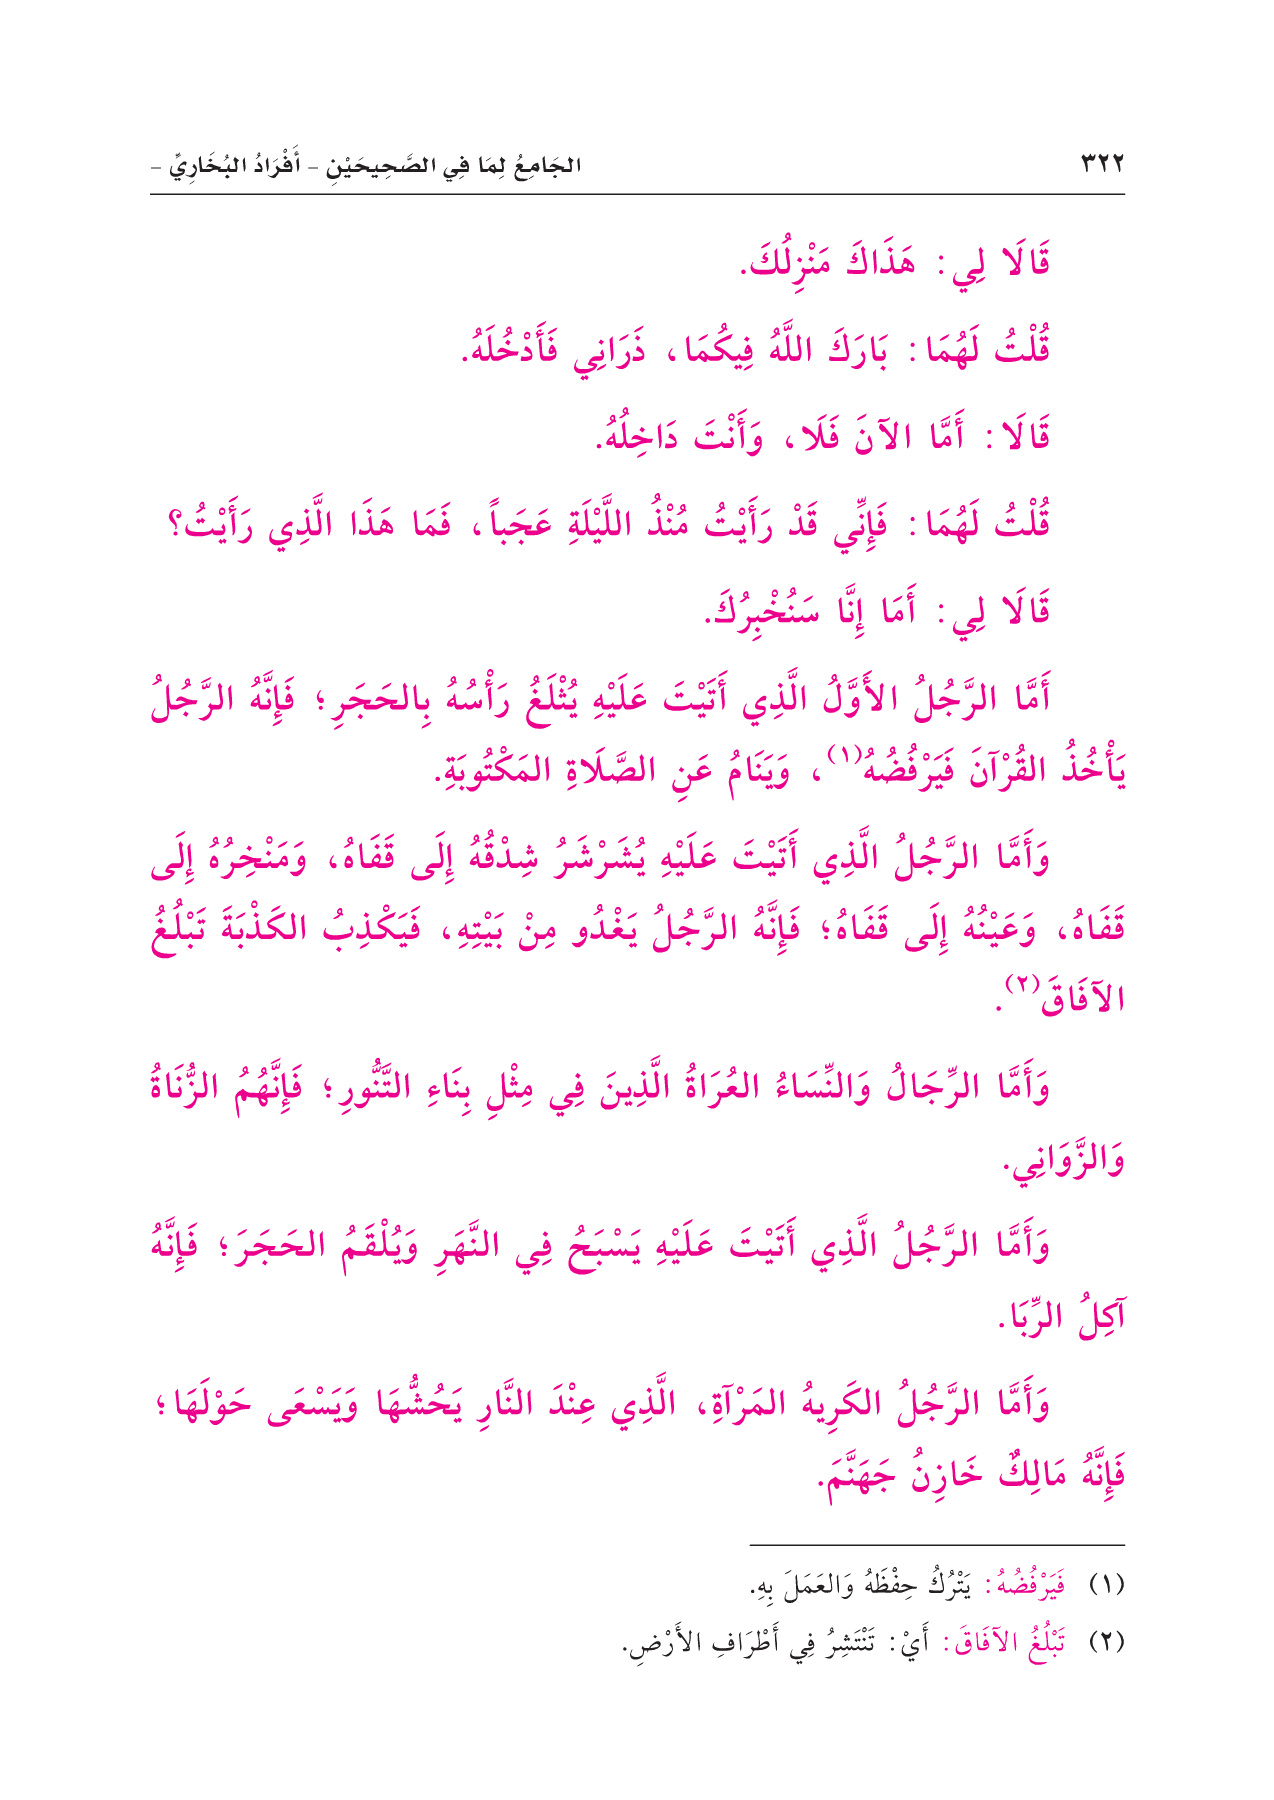 ٣٢٢ الجَامِعُ لِمَا فِي الصَّحِيحَيْنِ - أَفْرَادُ البُخَارِيِّ -
قَالَا لِي: هَذَاكَ مَنْزِلُكَ.
قُلْتُ لَهُمَا: بَارَكَ اللَّهُ فِيكُمَا، ذَرَانِي فَأَدْخُلَهُ.
قَالَا: أَمَّا الآنَ فَلَا، وَأَنْتَ دَاخِلُهُ.
قُلْتُ لَهُمَا: فَإِنِّي قَدْ رَأَيْتُ مُنْذُ اللَّيْلَةِ عَجَباً، فَمَا هَذَا الَّذِي رَأَيْتُ؟
قَالَا لِي: أَمَا إِنَّا سَنُخْبِرُكَ.
أَمَّا الرَّجُلُ الأَوَّلُ الَّذِي أَتَيْتَ عَلَيْهِ يُثْلَغُ رَأْسُهُ بِالحَجَرِ؛ فَإِنَّهُ الرَّجُلُ
يَأْخُذُ القُرْآنَ فَيَرْفُضُهُ(١)، وَيَنَامُ عَنِ الصَّلَاةِ المَكْتُوبَةِ.
وَأَمَّا الرَّجُلُ الَّذِي أَتَيْتَ عَلَيْهِ يُشَرْشَرُ شِدْقُهُ إِلَى قَفَاهُ، وَمَنْخِرُهُ إِلَى
قَفَاهُ، وَعَيْنُهُ إِلَى قَفَاهُ؛ فَإِنَّهُ الرَّجُلُ يَغْدُو مِنْ بَيْتِهِ، فَيَكْذِبُ الكَذْبَةَ تَبْلُغُ
الآفَاقَ(٢).
وَأَمَّا الرِّجَالُ وَالنِّسَاءُ العُرَاةُ الَّذِينَ فِي مِثْلِ بِنَاءِ التَّنُّورِ؛ فَإِنَّهُمُ الزُّنَاةُ
وَالزَّوَانِي.
وَأَمَّا الرَّجُلُ الَّذِي أَتَيْتَ عَلَيْهِ يَسْبَحُ فِي النَّهَرِ وَيُلْقَمُ الحَجَرَ؛ فَإِنَّهُ
آكِلُ الرِّبَا.
وَأَمَّا الرَّجُلُ الكَرِيهُ المَرْآةِ، الَّذِي عِنْدَ النَّارِ يَحُشُّهَا وَيَسْعَى حَوْلَهَا؛
فَإِنَّهُ مَالِكٌ خَازِنُ جَهَنَّمَ.
(١) فَيَرْفُضُهُ: يَتْرُكُ حِفْظَهُ وَالعَمَلَ بِهِ.
(٢) تَبْلُغُ الآفَاقَ: أَيْ: تَنْتَشِرُ فِي أَطْرَافِ الأَرْضِ.